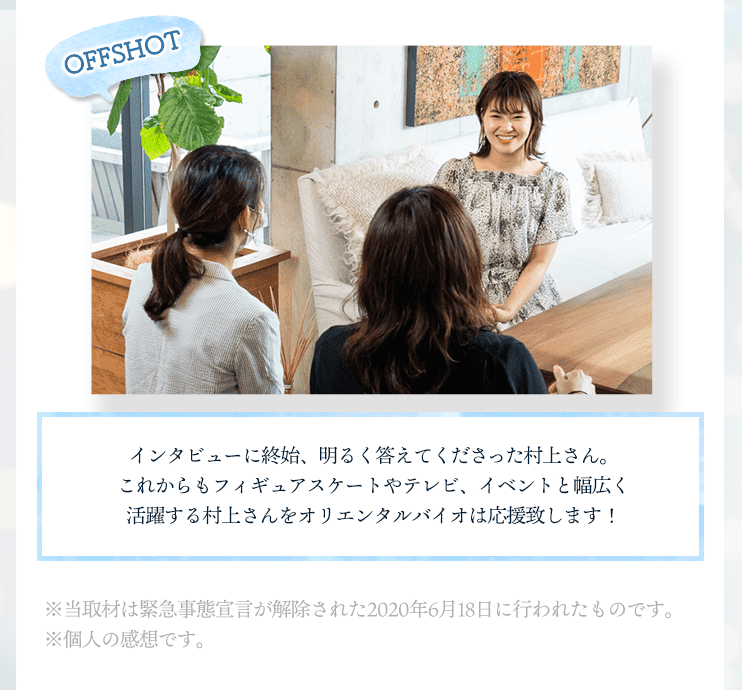 OFFSHOT
インタビューに終始、明るく答えてくださった村上さん。
これからもフィギュアスケートやテレビ、イベントと幅広く
活躍する村上さんをオリエンタルバイオは応援致します！
※当取材は緊急事態宣言が解除された2020年6月18日に行われたものです。
※個人の感想です。